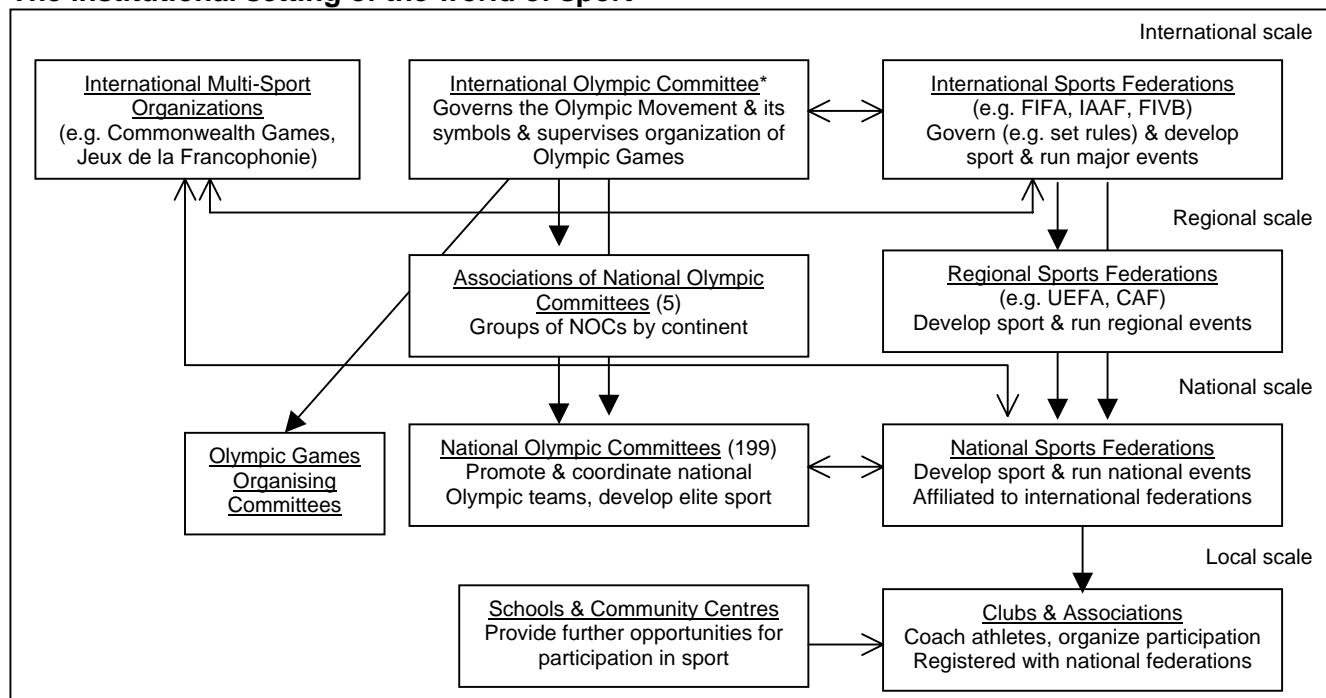 The institutional setting of the world of sport
International scale
International Multi-Sport
Organizations
(e.g. Commonwealth Games,
Jeux de la Francophonie)
International Olympic Committee*
Governs the Olympic Movement & its
symbols & supervises organization of
Olympic Games
International Sports Federations
(e.g. FIFA, IAAF, FIVB)
Govern (e.g. set rules) & develop
sport & run major events
Regional scale
Associations of National Olympic
Committees (5)
Groups of NOCs by continent
Regional Sports Federations
(e.g. UEFA, CAF)
Develop sport & run regional events
National scale
Olympic Games
Organising
Committees
National Olympic Committees (199)
Promote & coordinate national
Olympic teams, develop elite sport
National Sports Federations
Develop sport & run national events
Affiliated to international federations
Local scale
Schools & Community Centres
Provide further opportunities for
participation in sport
Clubs & Associations
Coach athletes, organize participation
Registered with national federations